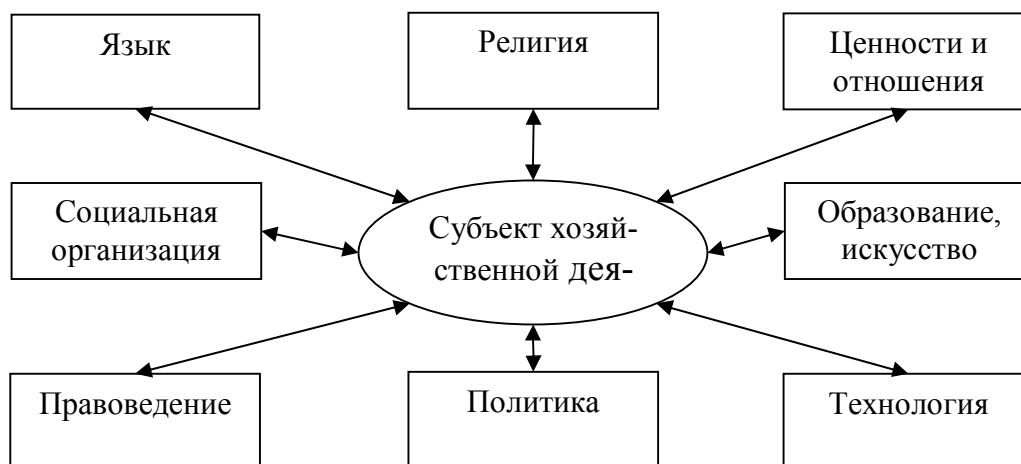 Язык
Религия
Ценности и
отношения
Социальная
организация
Субъект хозяй-
ственной дея-
Образование,
искусство
Правоведение
Политика
Технология